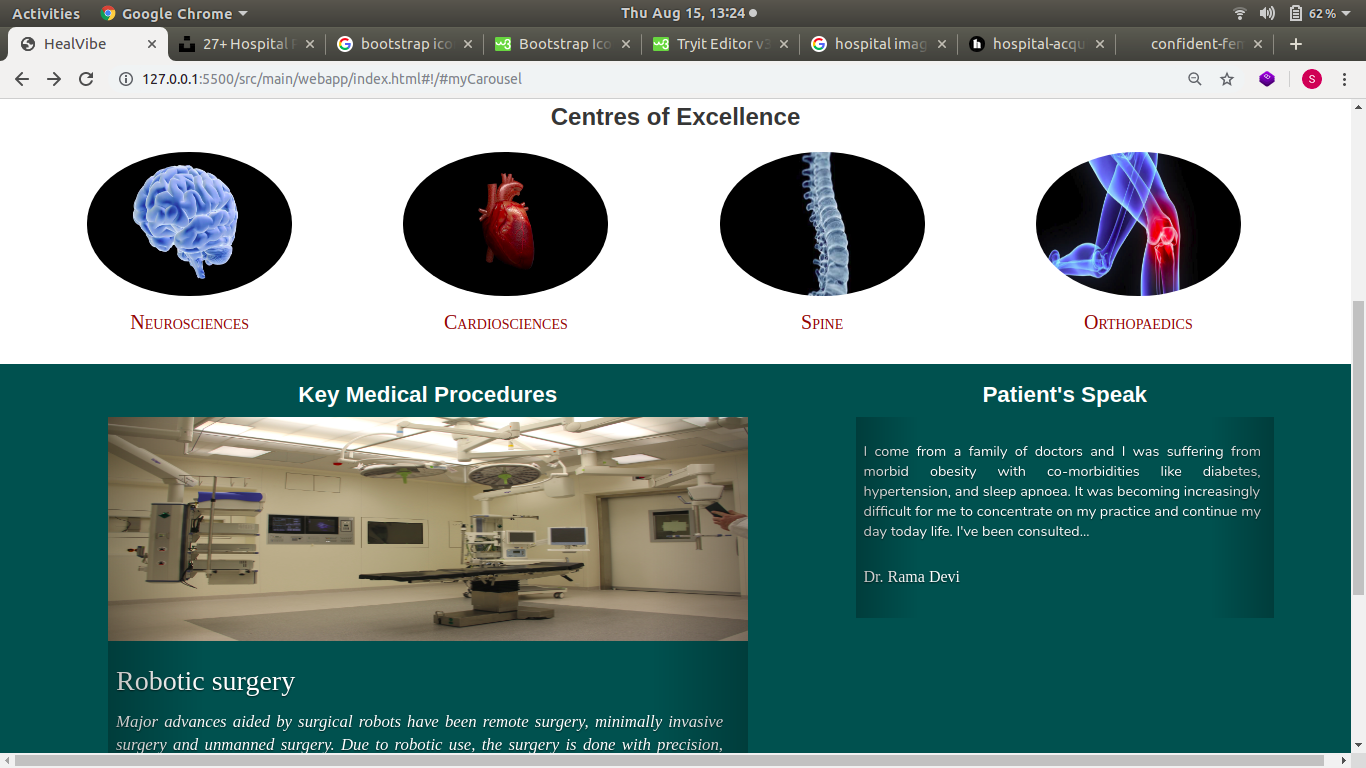 Activities Google Chrome Thu Aug 15, 13:24 62%
HealVibe 27+ Hospital bootstrap ico Bootstrap Ico Tryit Editor v3 hospital imag hospital-acqu confident-fem
127.0.0.1:5500/src/main/webapp/index.html#!/#myCarousel S
Centres of Excellence
Neurosciences Cardiosciences Spine Orthopaedics
Key Medical Procedures
Patient's Speak
I come from a family of doctors and I was suffering from
morbid obesity with co-morbidities like diabetes,
hypertension, and sleep apnoea. It was becoming increasingly
difficult for me to concentrate on my practice and continue my
day today life. I've been consulted...
Dr. Rama Devi
Robotic surgery
Major advances aided by surgical robots have been remote surgery, minimally invasive
surgery and unmanned surgery. Due to robotic use, the surgery is done with precision,